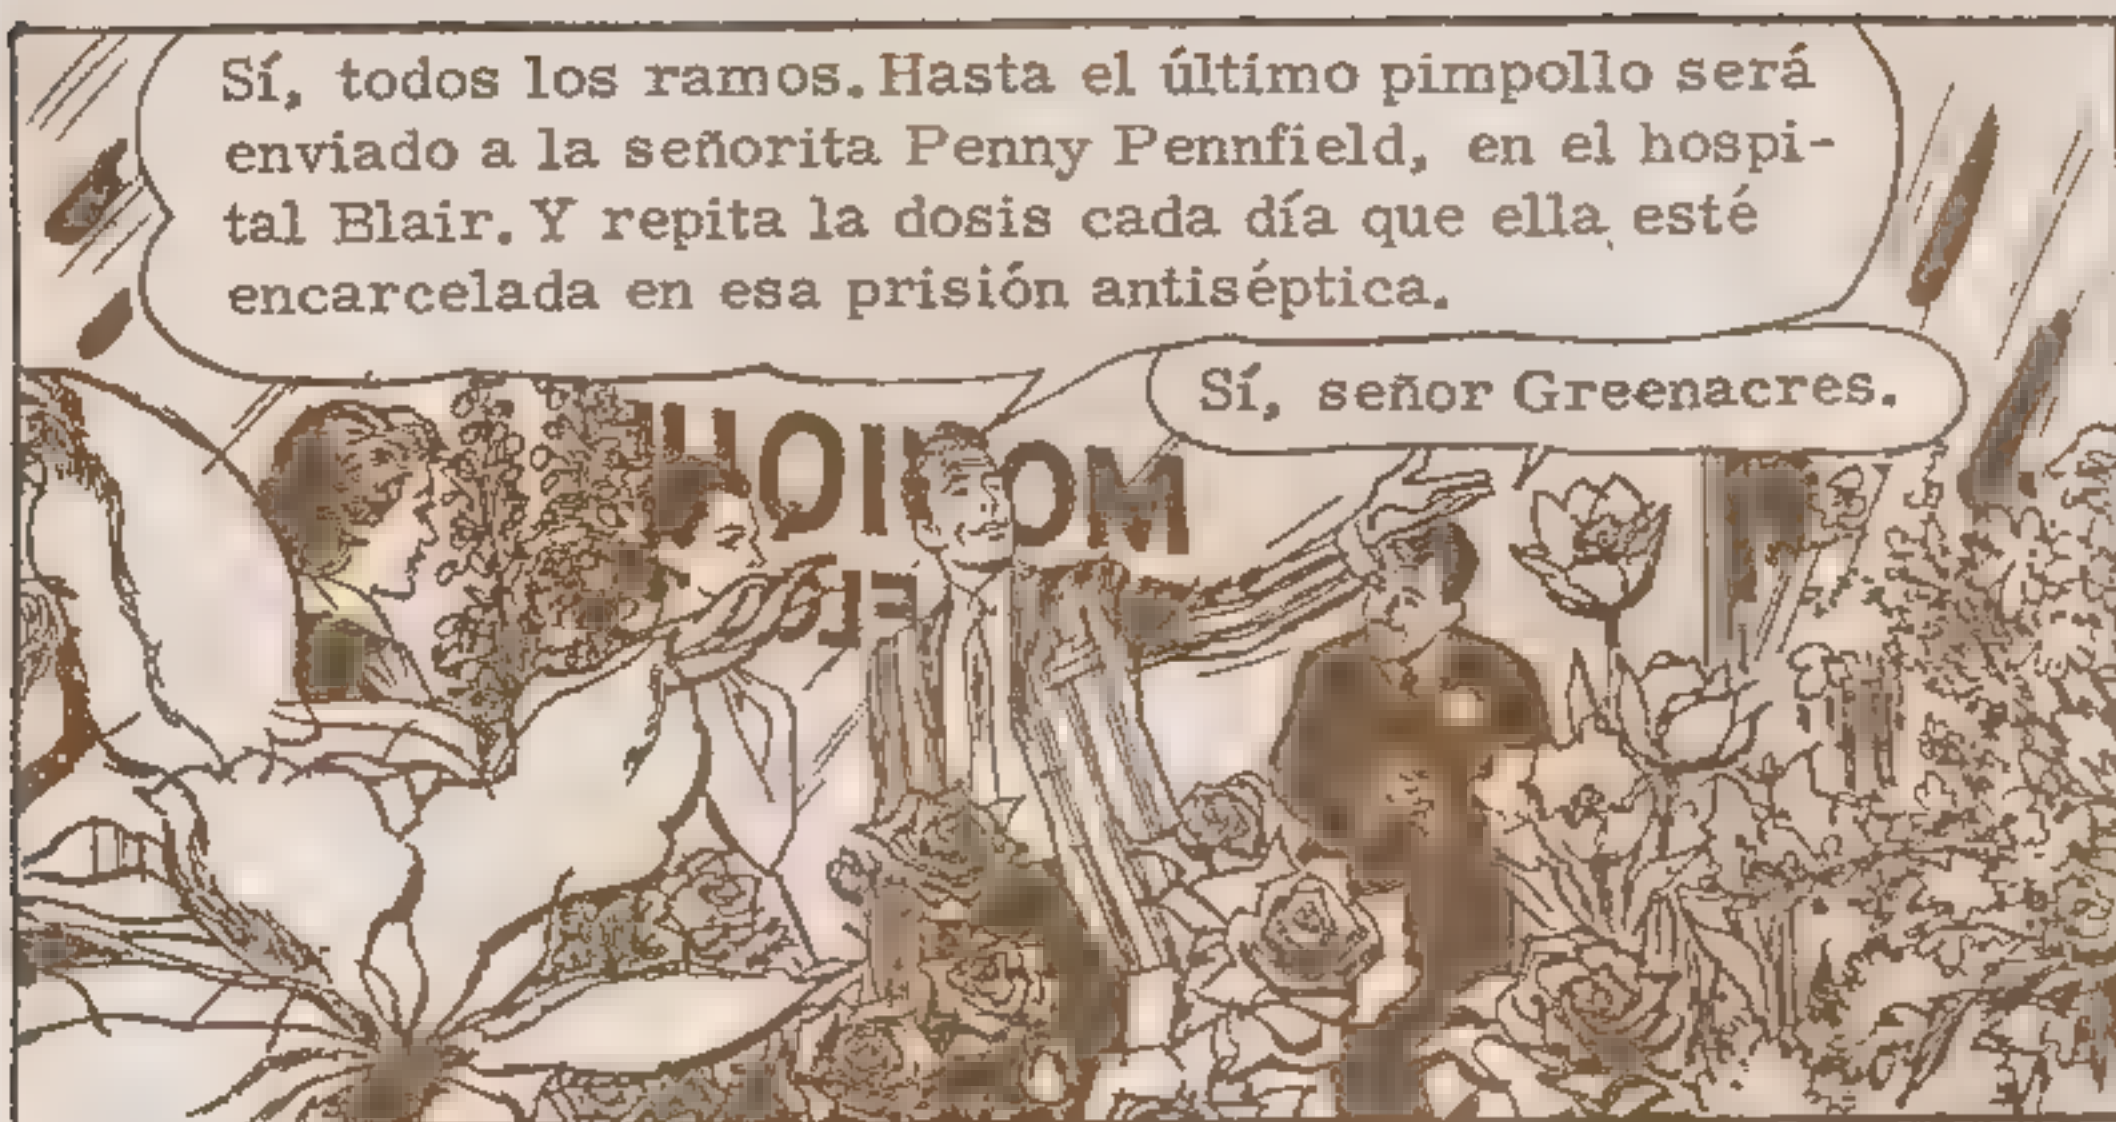 Sí, todos los ramos. Hasta el último pimpollo será
enviado a la señorita Penny Pennfield, en el hospi-
tal Blair. Y repita la dosis cada día que ella esté
encarcelada en esa prisión antiséptica.
Sí, señor Greenacres.